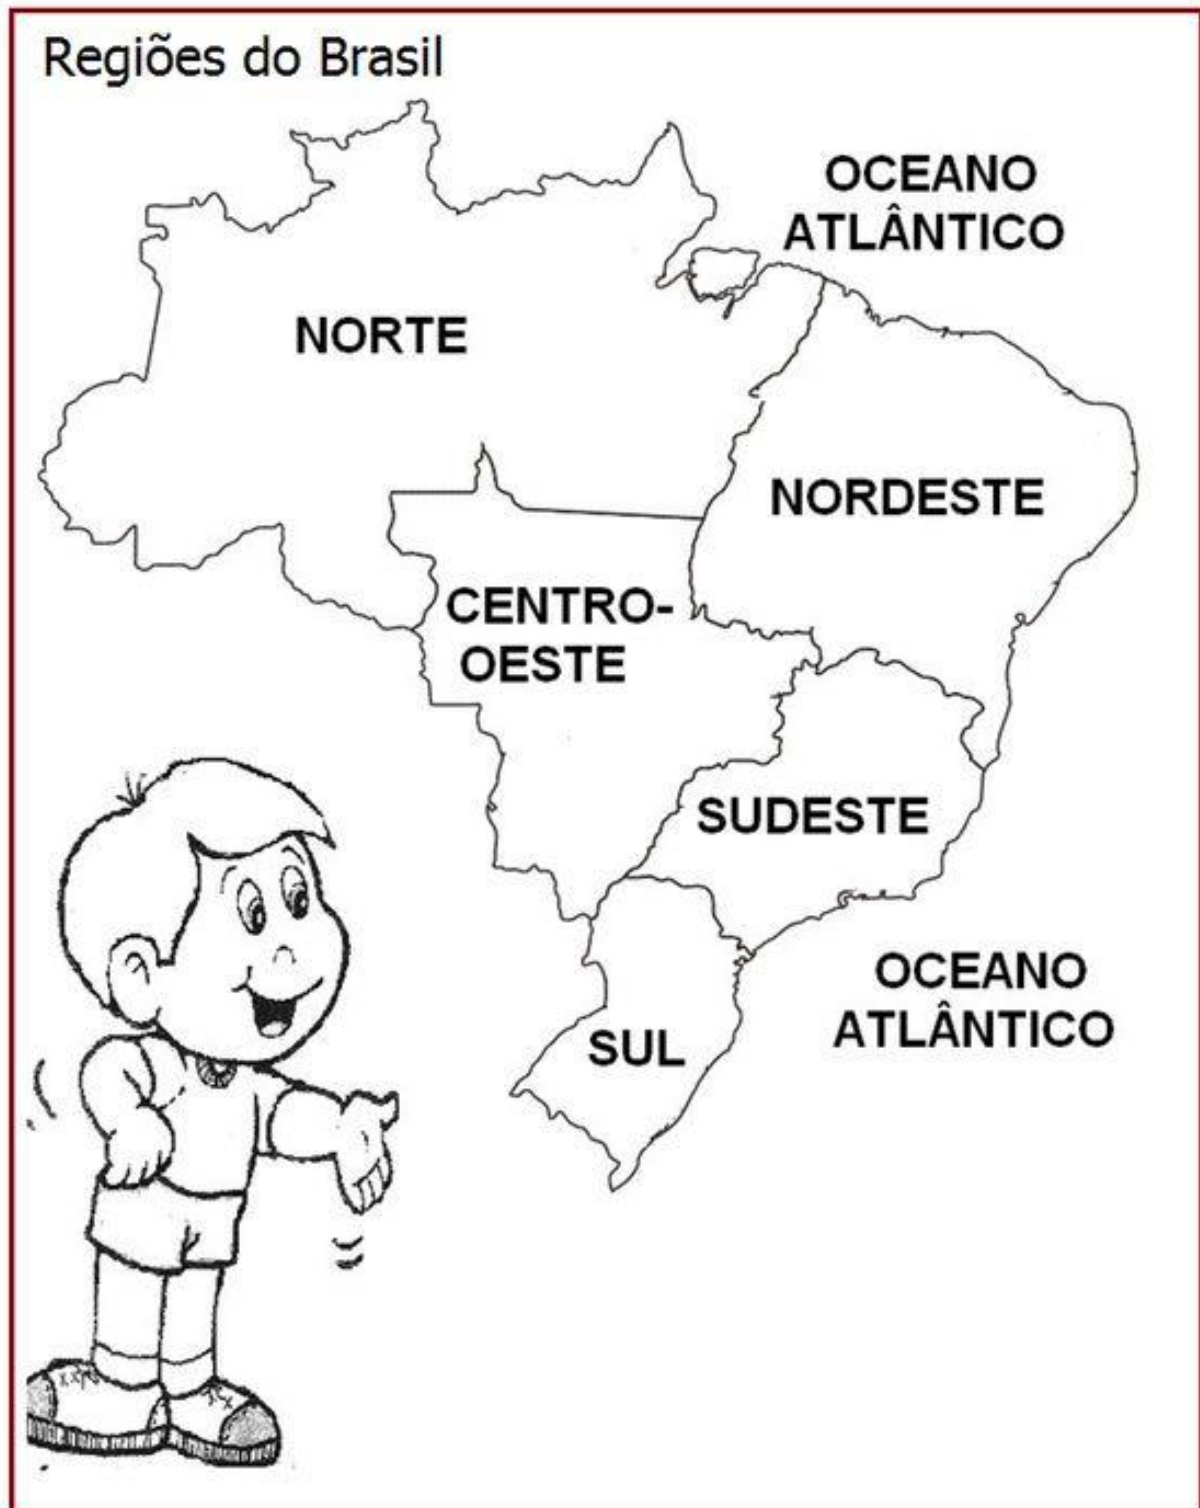 Regiões do Brasil
OCEANO
ATLÂNTICO
NORTE
NORDESTE
CENTRO-
OESTE
SUDESTE
OCEANO
ATLÂNTICO
SUL